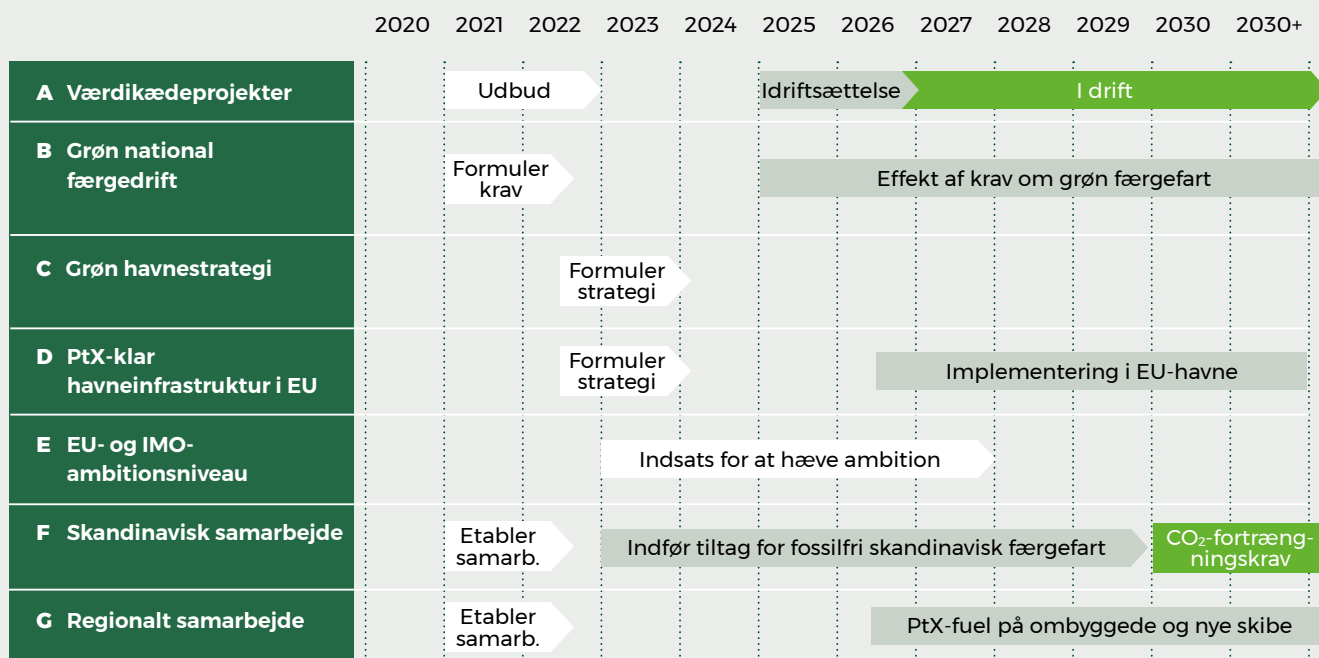 2020 2021 2022 2023 2024 2025 2026 2027 2028 2029 2030 2030+
A Værdikædeprojekter Udbud Idriftsættelse I drift
B Grøn national
færgedrift
Formuler
krav
Effekt af krav om grøn færgefart
C Grøn havnestrategi
Formuler
strategi
D PtX-klar
havneinfrastruktur i EU
Formuler
strategi
Implementering i EU-havne
E EU- og IMO-
ambitionsniveau
Indsats for at hæve ambition
F Skandinavisk samarbejde
Etabler
samarb.
Indfør tiltag for fossilfri skandinavisk færgefart
CO₂-fortræng-
ningskrav
G Regionalt samarbejde
Etabler
samarb.
PtX-fuel på ombyggede og nye skibe